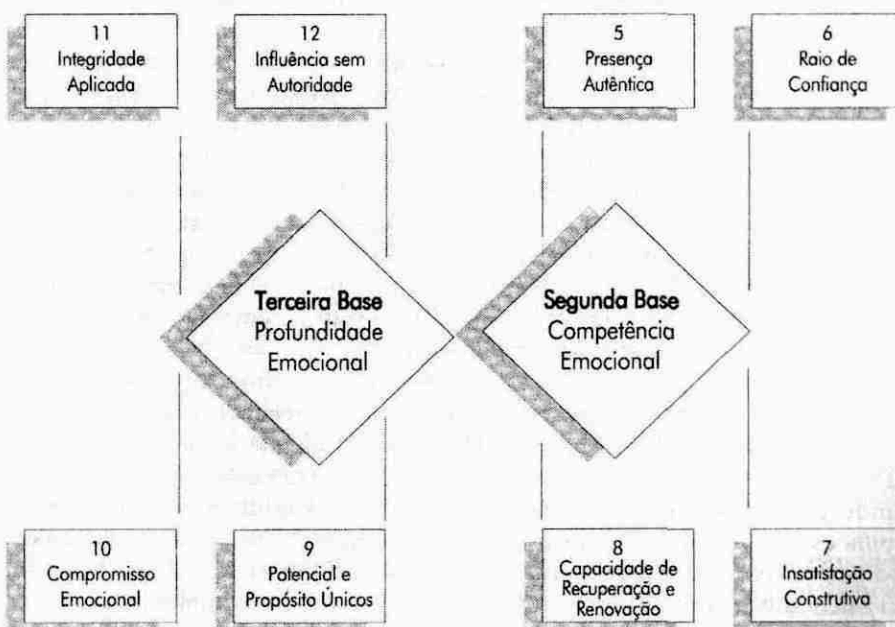 11
Integridade
Aplicada
12
Influência sem
Autoridade
5
Presença
Autêntica
6
Raio de
Confiança
Terceira Base
Profundidade
Emocional
Segunda Base
Competência
Emocional
10
Compromisso
Emocional
9
Potencial e
Propósito Únicos
8
Capacidade de
Recuperação e
Renovação
7
Insatisfação
Construtiva